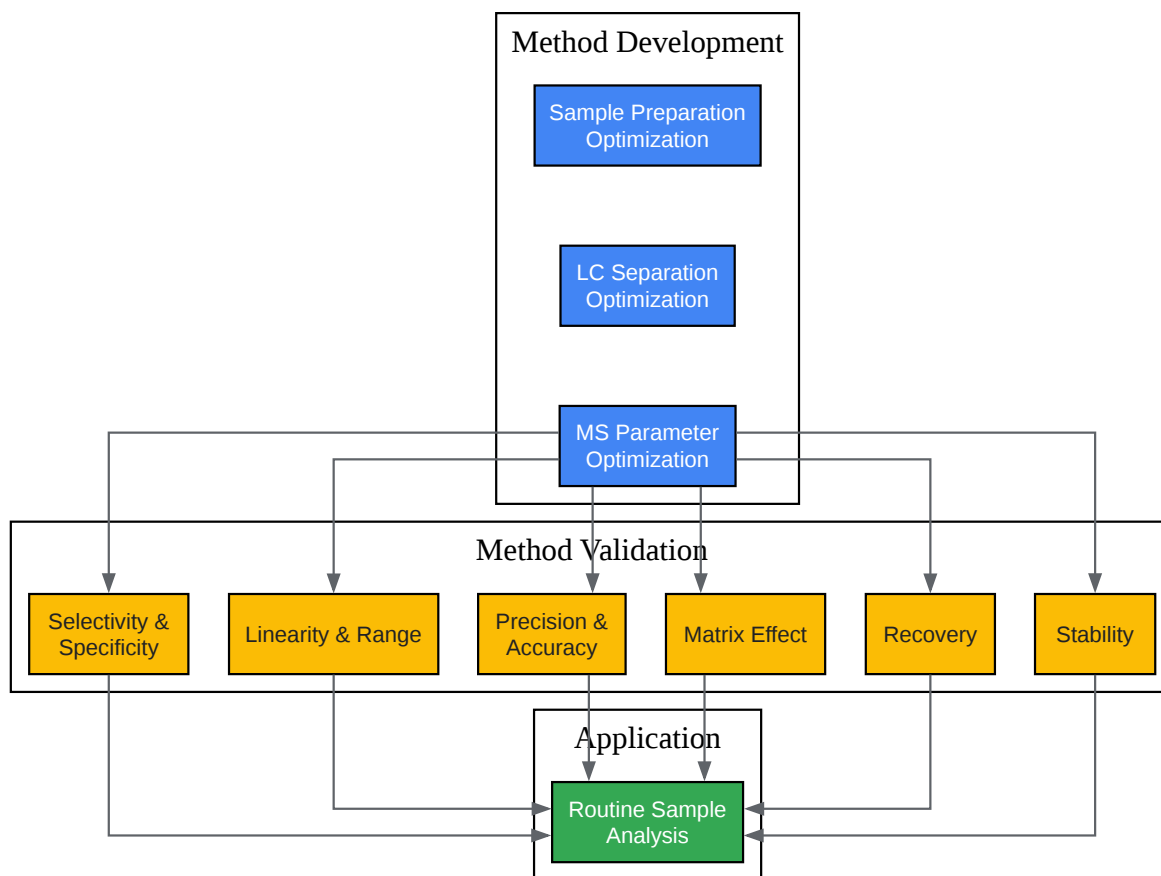 Method Development
Sample Preparation
Optimization
LC Separation
Optimization
MS Parameter
Optimization
Method Validation
Selectivity &
Specificity
Linearity & Range
Precision &
Accuracy
Matrix Effect
Recovery
Stability
Application
Routine Sample
Analysis